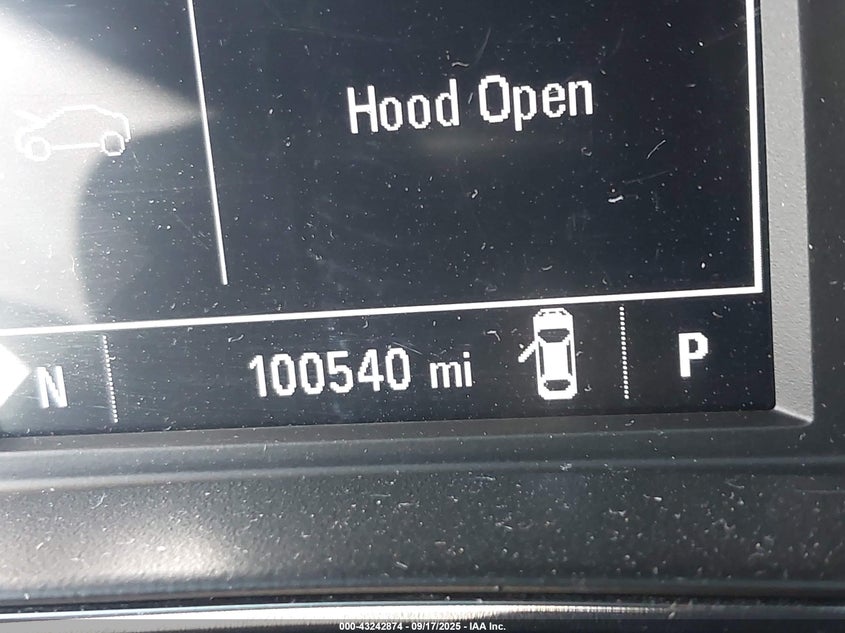 Hood Open
N
100540 mi
P
000-43242874 - 09/17/2025 - IAA Inc.